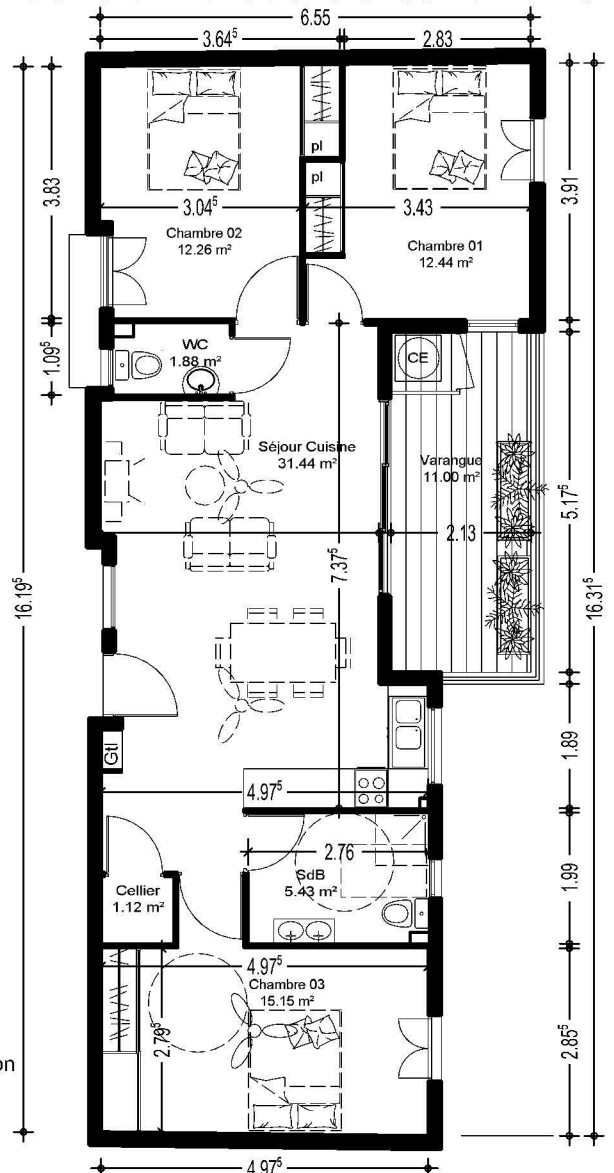 6.55
3.64⁵
2.83
3.83
3.91
pl
pl
3.04⁵
3.43
Chambre 02
12.26 m²
Chambre 01
12.44 m²
1.09⁵
WC
1.88 m²
CE
Séjour Cuisine
31.44 m²
Varangue
11.00 m²
5.17⁵
2.13
7.37⁵
16.19⁵
16.31⁵
Gtl
1.89
4.97⁵
2.76
SdB
5.43 m²
1.99
Cellier
1.12 m²
4.97⁵
Chambre 03
15.15 m²
2.79⁵
2.85⁵
on
4.97⁵